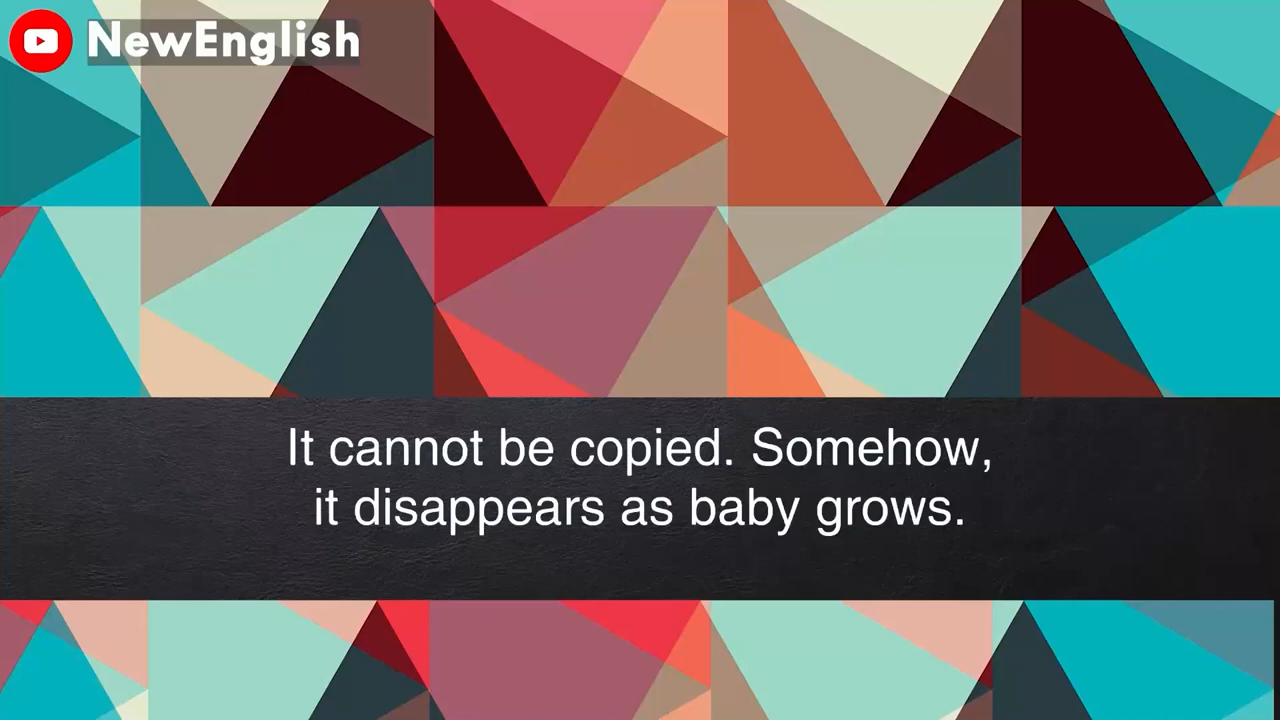 NewEnglish
It cannot be copied. Somehow,
it disappears as baby grows.